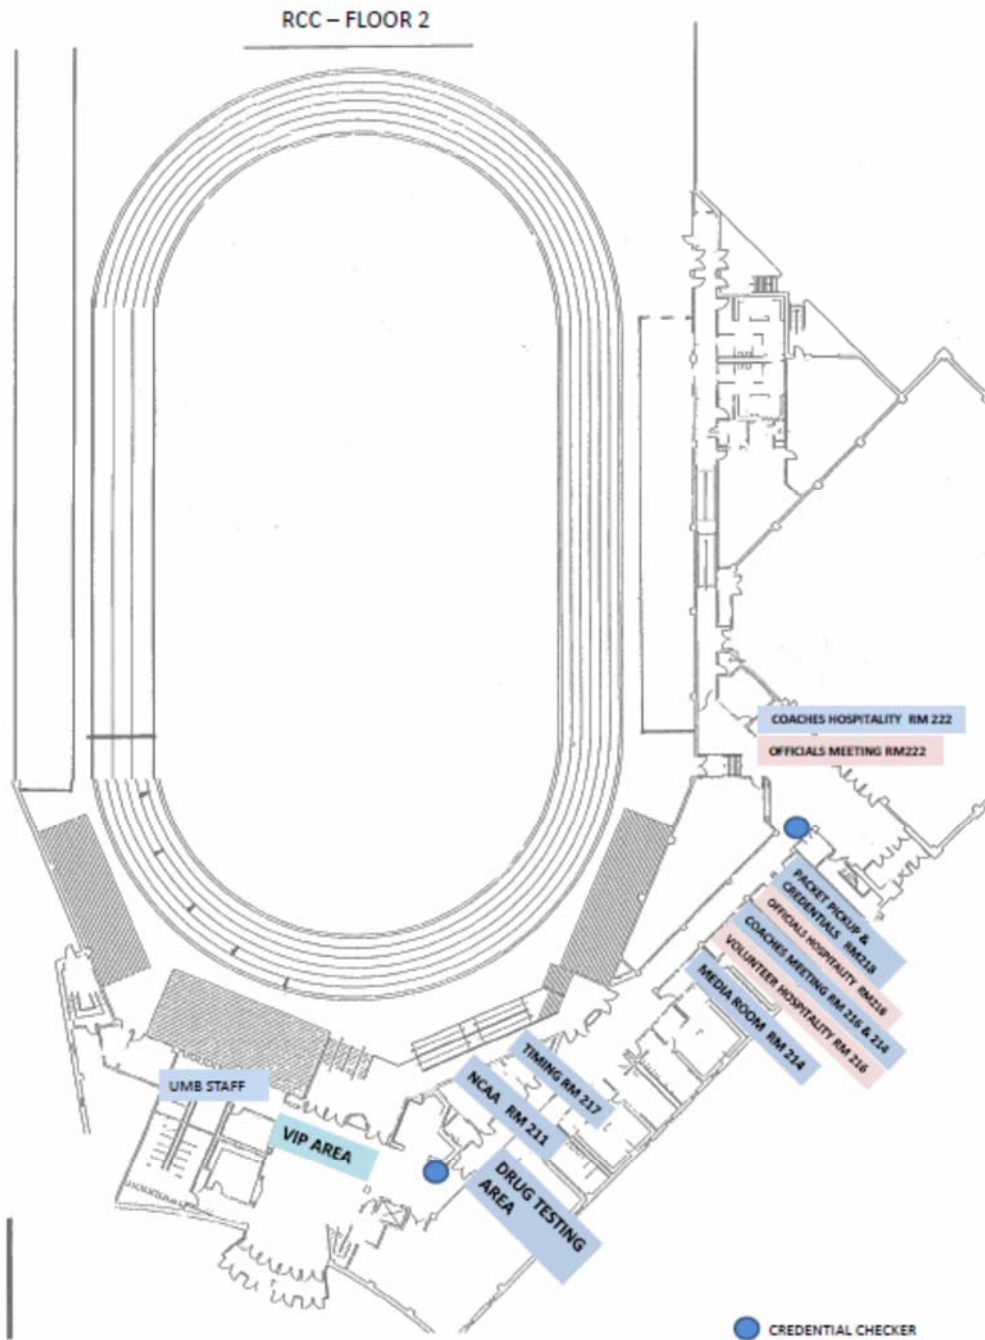 RCC – FLOOR 2
COACHES HOSPITALITY RM 222
OFFICIALS MEETING RM222
PACKET PICKUP &
CREDENTIALS RM218
OFFICIALS HOSPITALITY RM218
COACHES MEETING RM 216 & 214
VOLUNTEER HOSPITALITY RM 216
MEDIA ROOM RM 214
TIMING RM 217
NCAA RM 211
UMB STAFF
VIP AREA
DRUG TESTING
AREA
CREDENTIAL CHECKER